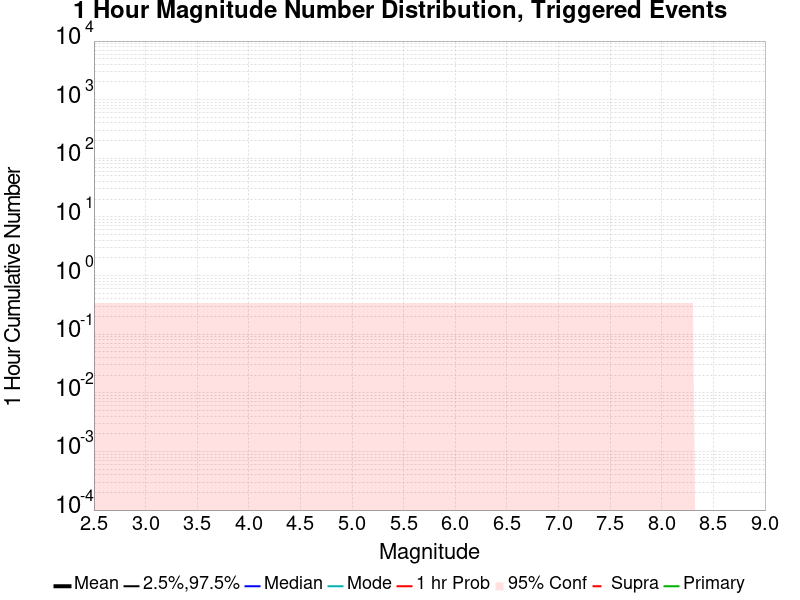 1 Hour Magnitude Number Distribution, Triggered Events
10^4
10^3
10^2
10^1
10^0
10^-1
10^-2
10^-3
10^-4
1 Hour Cumulative Number
2.5 3.0 3.5 4.0 4.5 5.0 5.5 6.0 6.5 7.0 7.5 8.0 8.5 9.0
Magnitude
Mean 2.5%,97.5% Median Mode 1 hr Prob 95% Conf Supra Primary